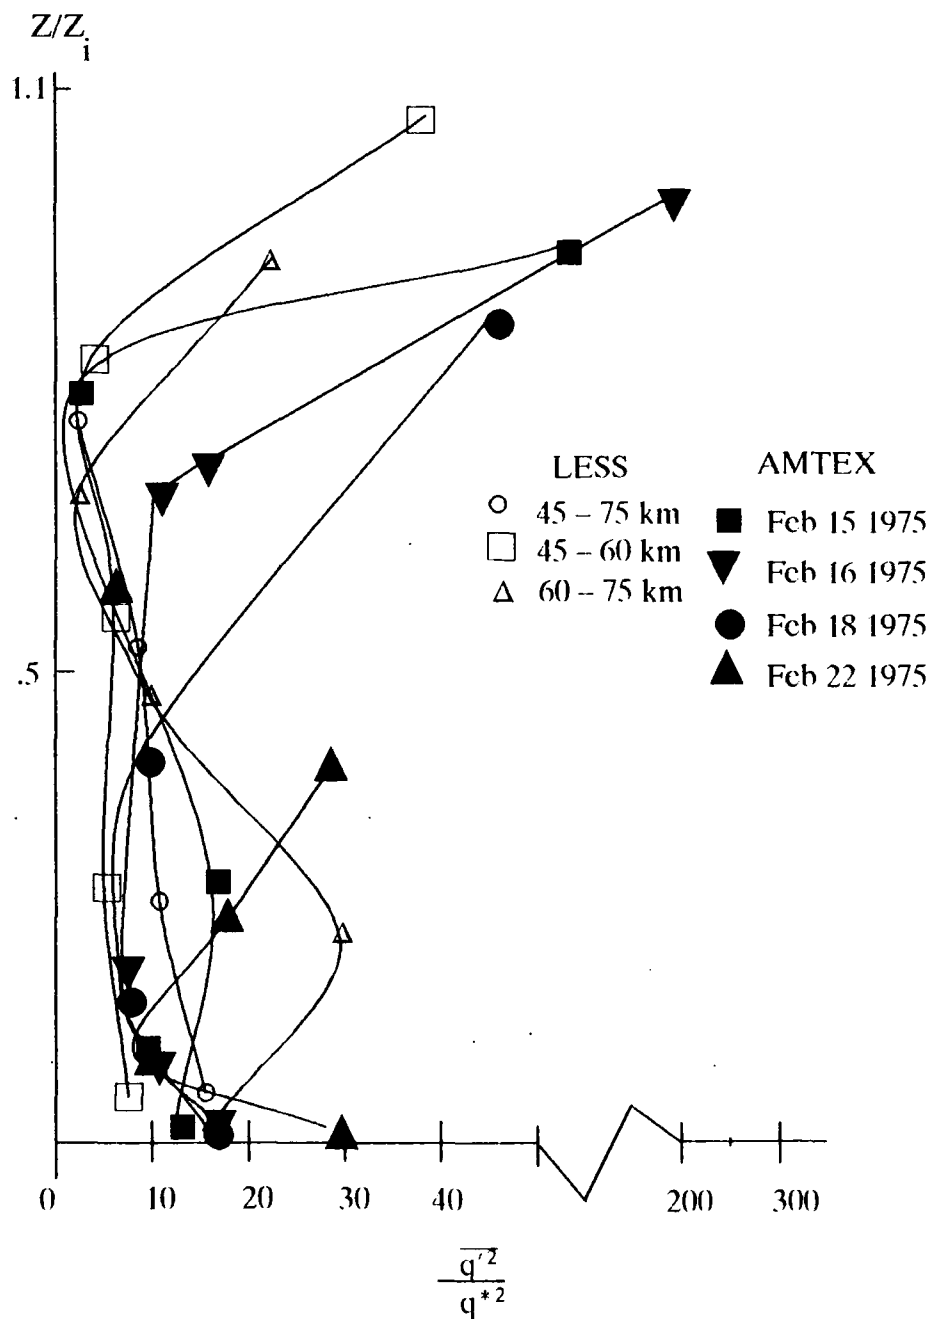 Z/Z_i
1.1
.5
LESS
45 – 75 km
45 – 60 km
60 – 75 km
AMTEX
Feb 15 1975
Feb 16 1975
Feb 18 1975
Feb 22 1975
0 10 20 30 200 300
q'²
q*²